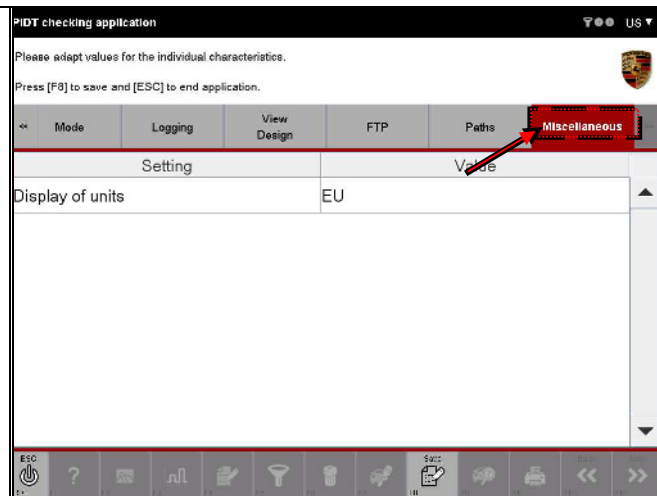 PIDT checking application
US
Please adapt values for the individual characteristics.
Press [F8] to save and [ESC] to end application.
Mode
Logging
View
Design
FTP
Paths
Miscellaneous
Setting
Value
Display of units
EU
ESC
?
Save